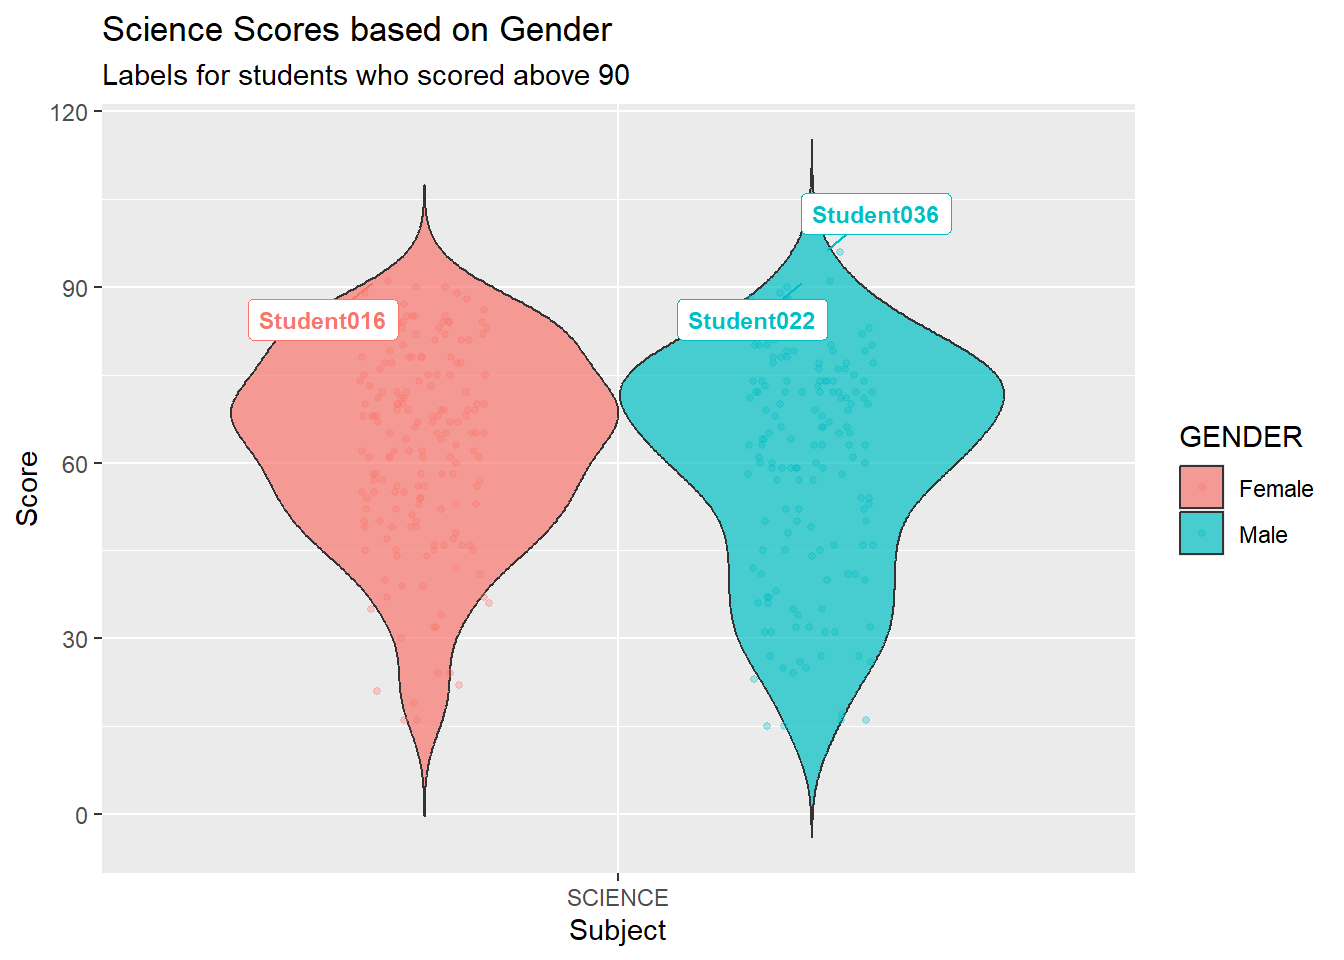 Science Scores based on Gender
Labels for students who scored above 90
120
90
60
30
0
Score
Student036
Student016
Student022
SCIENCE
Subject
GENDER
Female
Male